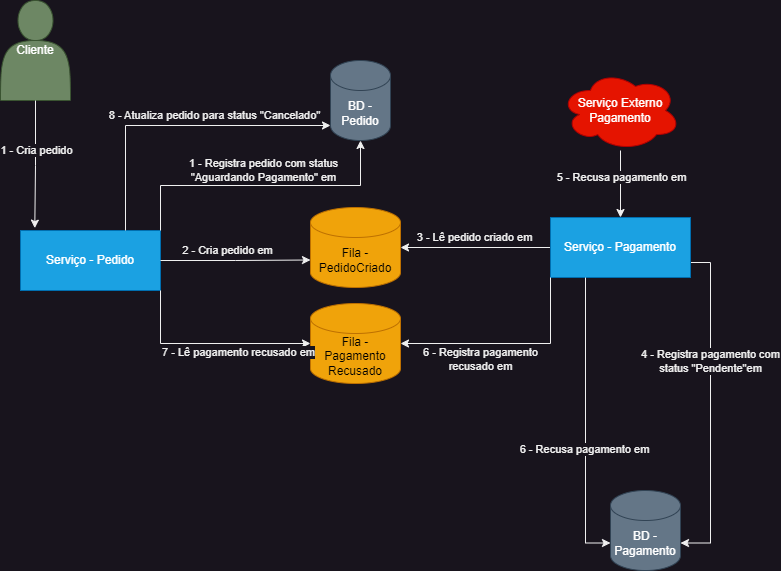 Cliente
8 - Atualiza pedido para status "Cancelado"
BD -
Pedido
Serviço Externo
Pagamento
1 - Cria pedido
1 - Registra pedido com status
"Aguardando Pagamento" em
5 - Recusa pagamento em
Serviço - Pedido
2 - Cria pedido em
Fila -
PedidoCriado
3 - Lê pedido criado em
Serviço - Pagamento
7 - Lê pagamento recusado em
Fila -
Pagamento
Recusado
6 - Registra pagamento
recusado em
4 - Registra pagamento com
status "Pendente"em
6 - Recusa pagamento em
BD -
Pagamento